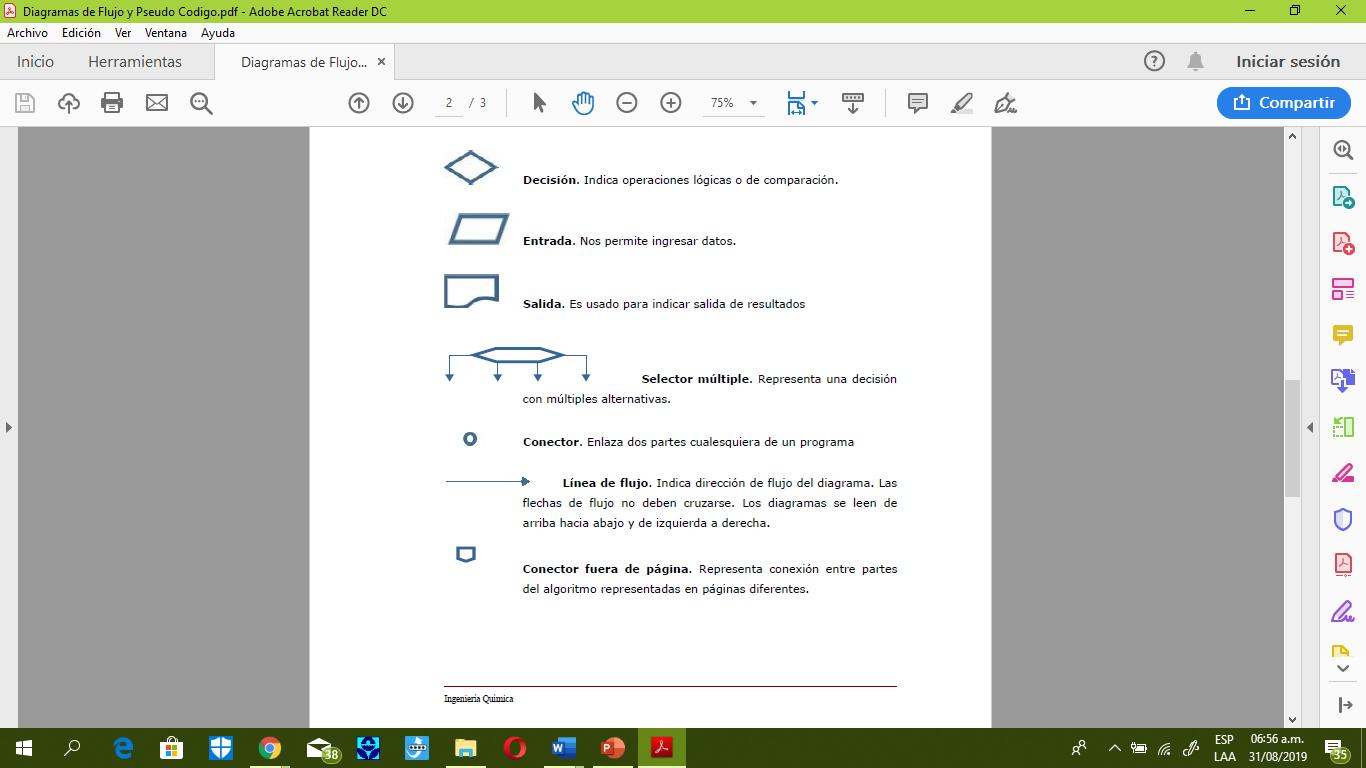 Diagramas de Flujo y Pseudo Codigo.pdf - Adobe Acrobat Reader DC
Archivo Edición Ver Ventana Ayuda
Inicio Herramientas Diagramas de Flujo... × Iniciar sesión
2 / 3 75% Compartir
Decisión. Indica operaciones lógicas o de comparación.
Entrada. Nos permite ingresar datos.
Salida. Es usado para indicar salida de resultados
Selector múltiple. Representa una decisión
con múltiples alternativas.
Conector. Enlaza dos partes cualesquiera de un programa
Línea de flujo. Indica dirección de flujo del diagrama. Las
flechas de flujo no deben cruzarse. Los diagramas se leen de
arriba hacia abajo y de izquierda a derecha.
Conector fuera de página. Representa conexión entre partes
del algoritmo representadas en páginas diferentes.
Ingeniería Química
38
ESP 06:56 a.m.
LAA 31/08/2019 35